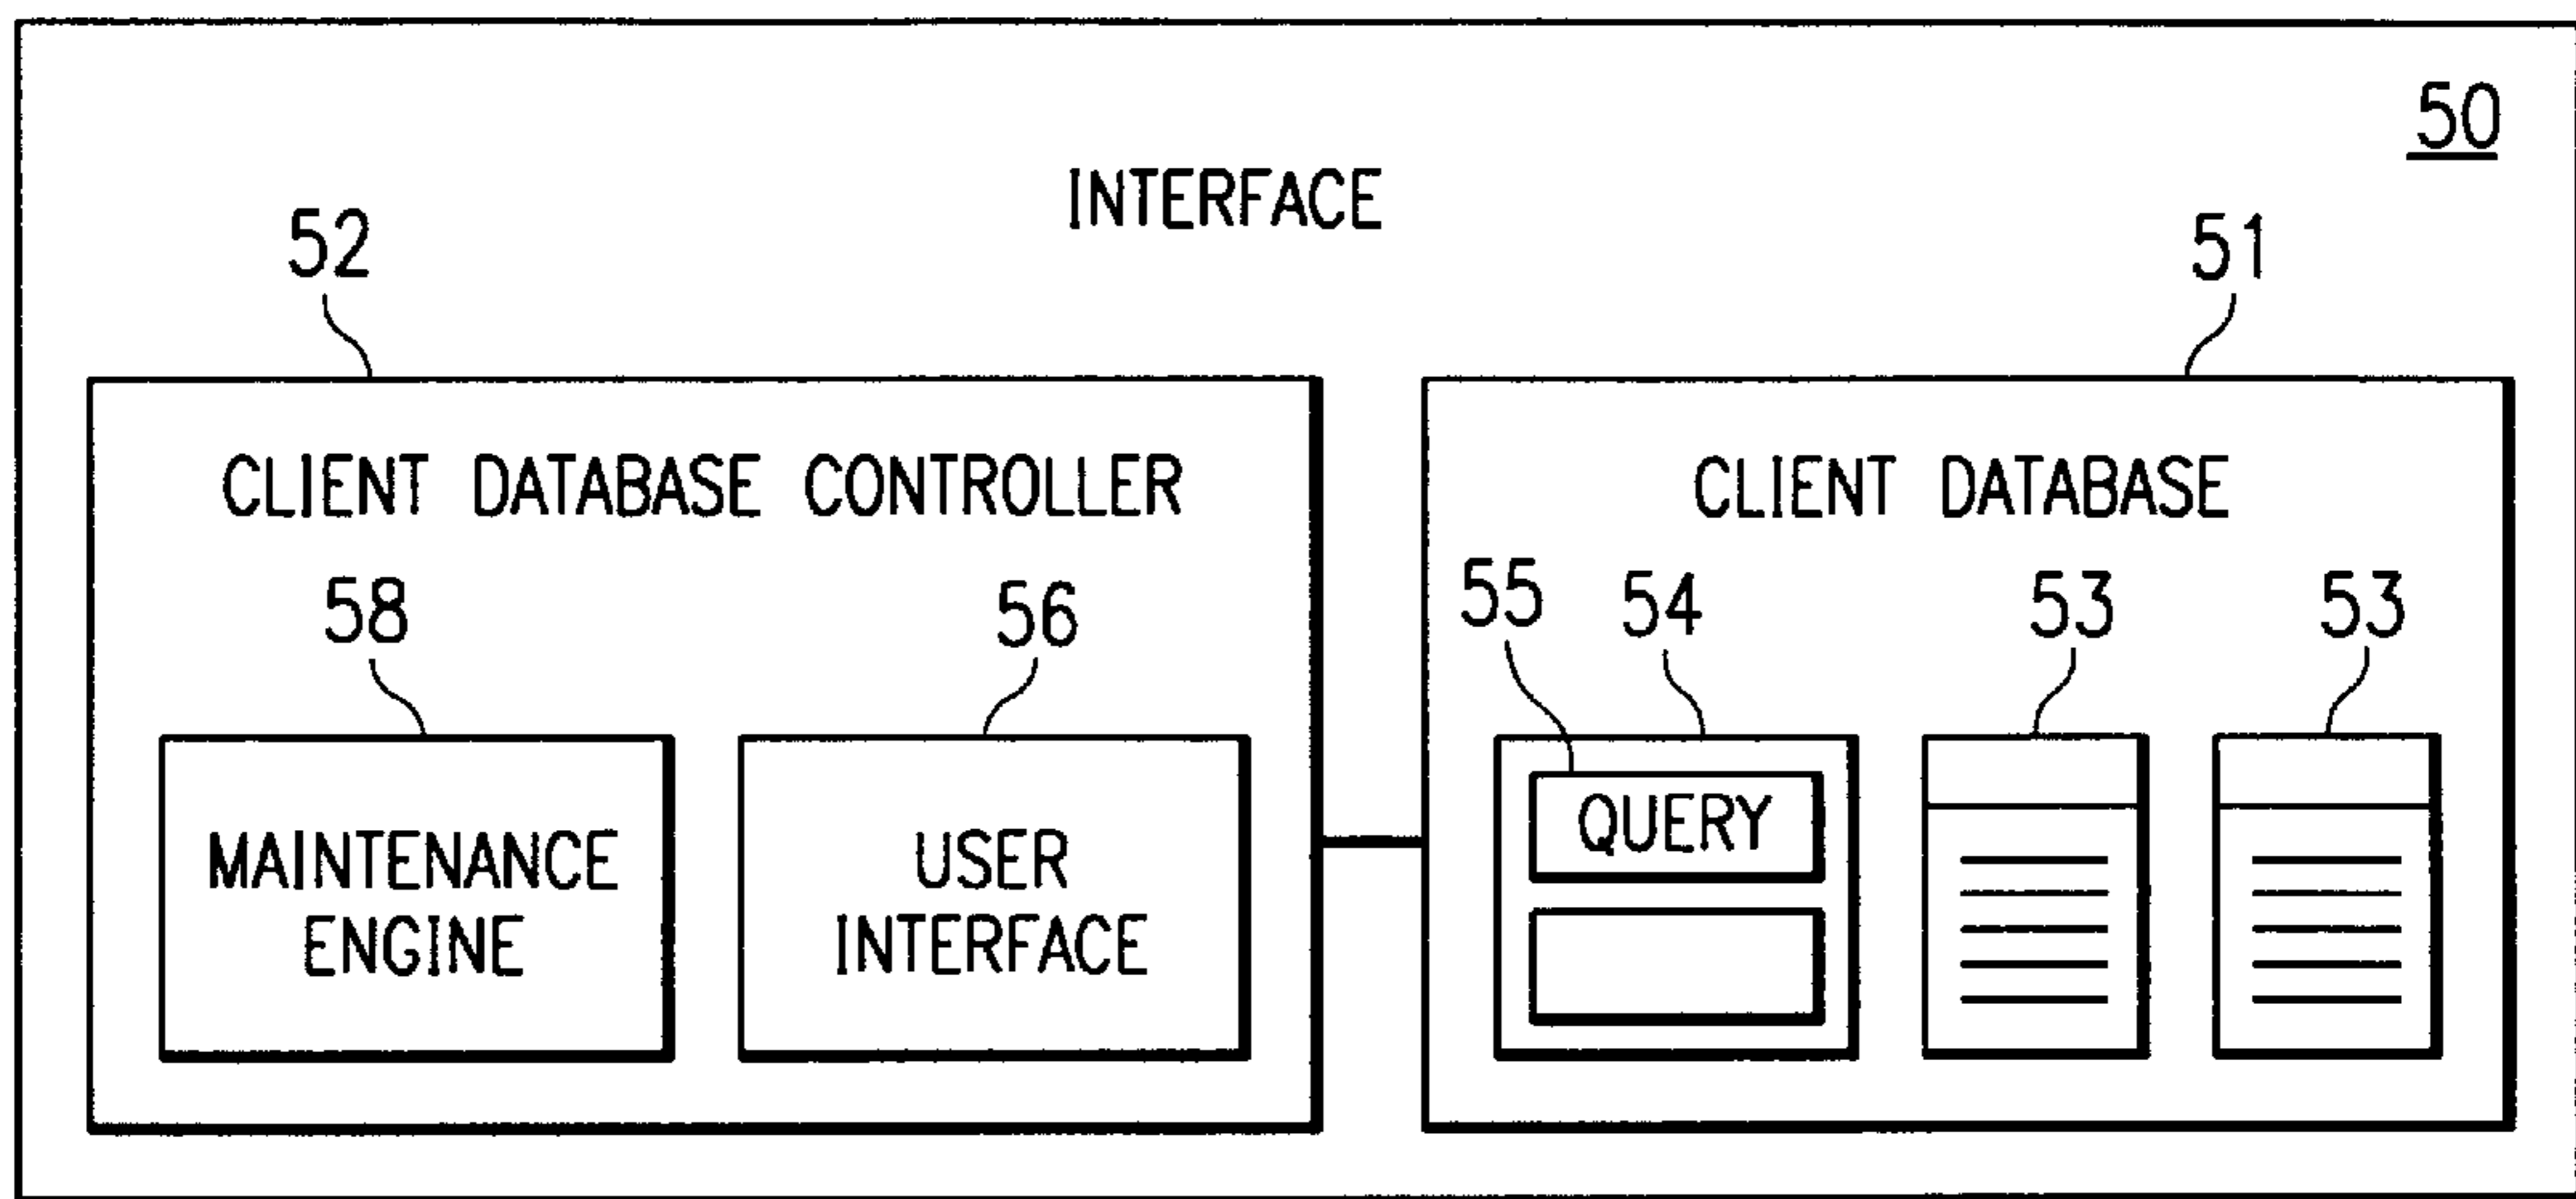 50
INTERFACE
52
51
CLIENT DATABASE CONTROLLER
CLIENT DATABASE
58
56
55
54
53
53
MAINTENANCE
ENGINE
USER
INTERFACE
QUERY